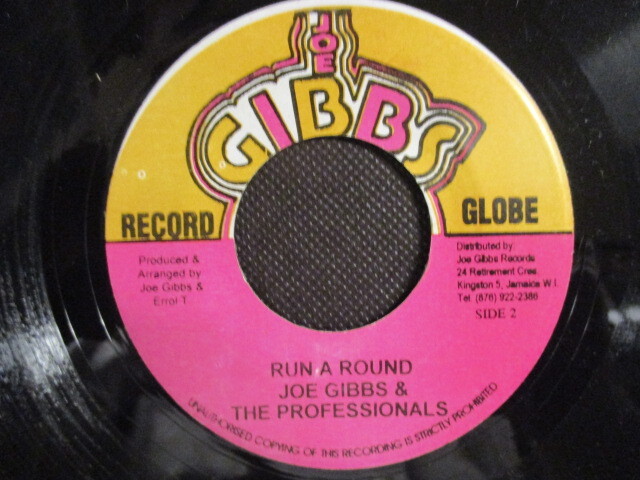 JOE
GIBBS
RECORD GLOBE
Produced &
Arranged by
Joe Gibbs &
Errol T.
Distributed by:
Joe Gibbs Records
24 Retirement Cres.
Kingston 5, Jamaica W.I.
Tel. (876) 922-2386
SIDE 2
RUN A ROUND
JOE GIBBS &
THE PROFESSIONALS
UNAUTHORISED COPYING OF THIS RECORDING IS STRICTLY PROHIBITED